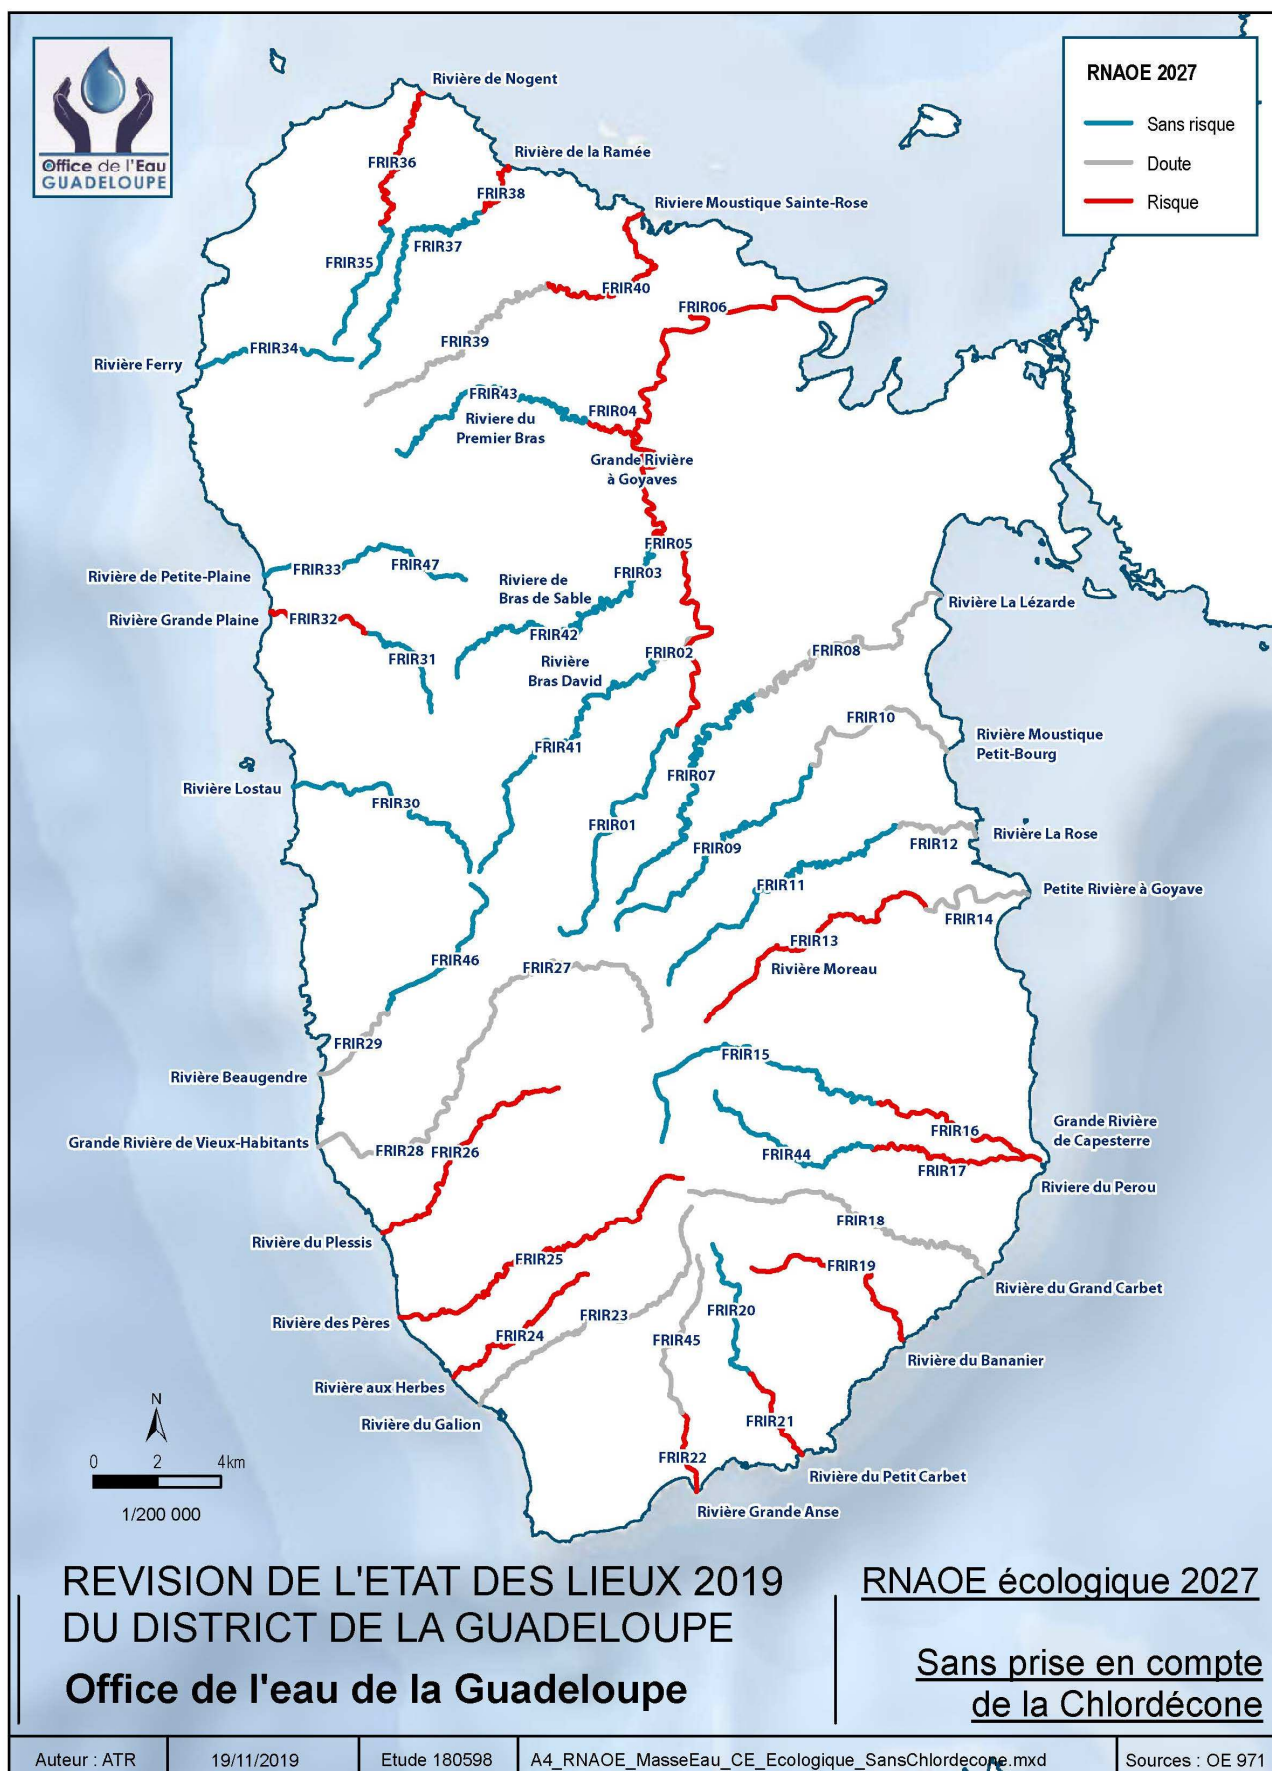 Office de l'Eau
GUADELOUPE
RNAOE 2027
Sans risque
Doute
Risque
Rivière de Nogent
FRIR36
Rivière de la Ramée
FRIR38
Riviere Moustique Sainte-Rose
FRIR37
FRIR35
FRIR40
FRIR06
FRIR39
FRIR34
Rivière Ferry
FRIR43
FRIR04
Riviere du
Premier Bras
Grande Rivière
à Goyaves
FRIR05
FRIR33
FRIR47
FRIR03
Rivière de Petite-Plaine
Riviere de
Bras de Sable
Rivière La Lézarde
Rivière Grande Plaine
FRIR32
FRIR42
FRIR31
FRIR02
FRIR08
Rivière
Bras David
FRIR10
Rivière Moustique
Petit-Bourg
FRIR41
FRIR07
Rivière Lostau
FRIR30
FRIR01
Rivière La Rose
FRIR09
FRIR12
FRIR11
Petite Rivière à Goyave
FRIR14
FRIR13
Rivière Moreau
FRIR46
FRIR27
FRIR29
FRIR15
Rivière Beaugendre
Grande Rivière
de Capesterre
FRIR16
Grande Rivière de Vieux-Habitants
FRIR28
FRIR26
FRIR44
FRIR17
Riviere du Perou
FRIR18
Rivière du Plessis
FRIR25
FRIR19
Rivière du Grand Carbet
FRIR20
FRIR23
Rivière des Pères
FRIR24
FRIR45
Rivière du Bananier
Rivière aux Herbes
Rivière du Galion
FRIR21
FRIR22
Rivière du Petit Carbet
Rivière Grande Anse
N
0 2 4km
1/200 000
REVISION DE L'ETAT DES LIEUX 2019
DU DISTRICT DE LA GUADELOUPE
Office de l'eau de la Guadeloupe
RNAOE écologique 2027
Sans prise en compte
de la Chlordécone
Auteur : ATR
19/11/2019
Etude 180598
A4_RNAOE_MasseEau_CE_Ecologique_SansChlordecone.mxd
Sources : OE 971